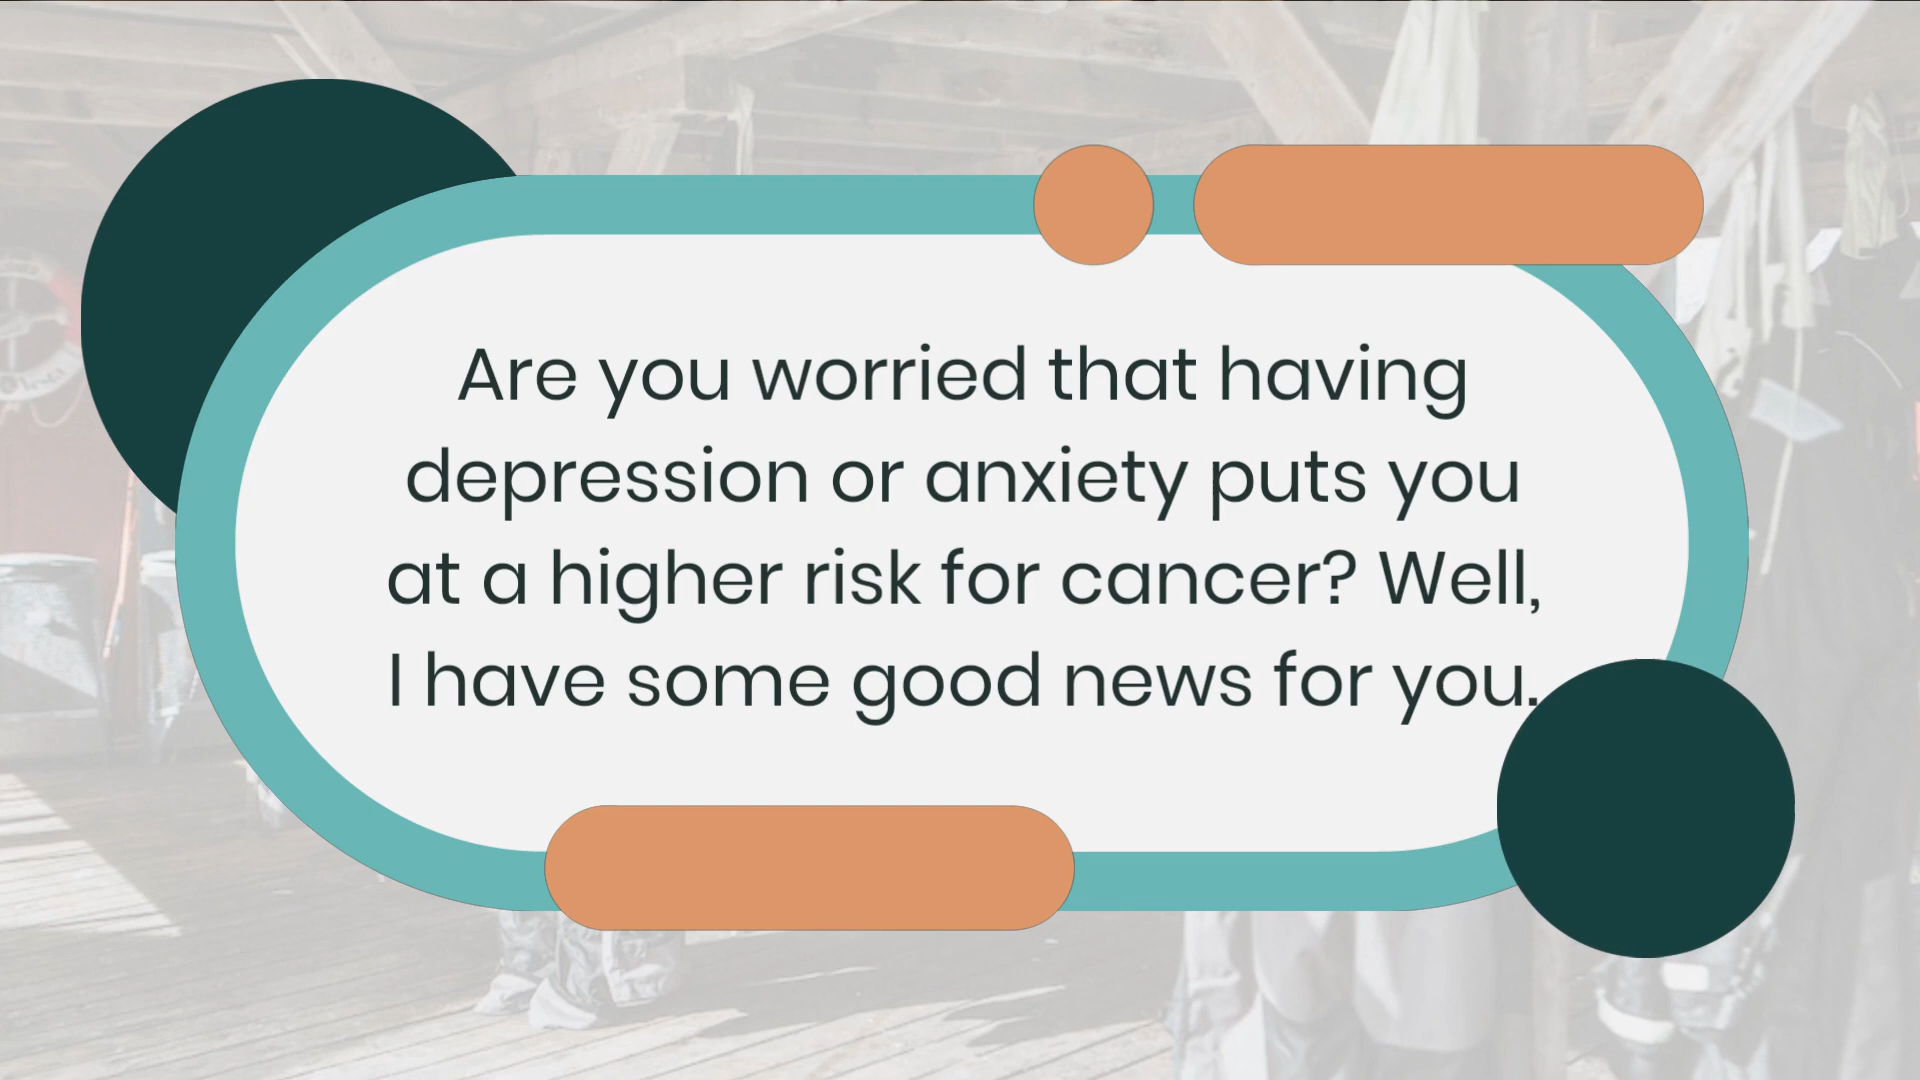 Are you worried that having
depression or anxiety puts you
at a higher risk for cancer? Well,
I have some good news for you.